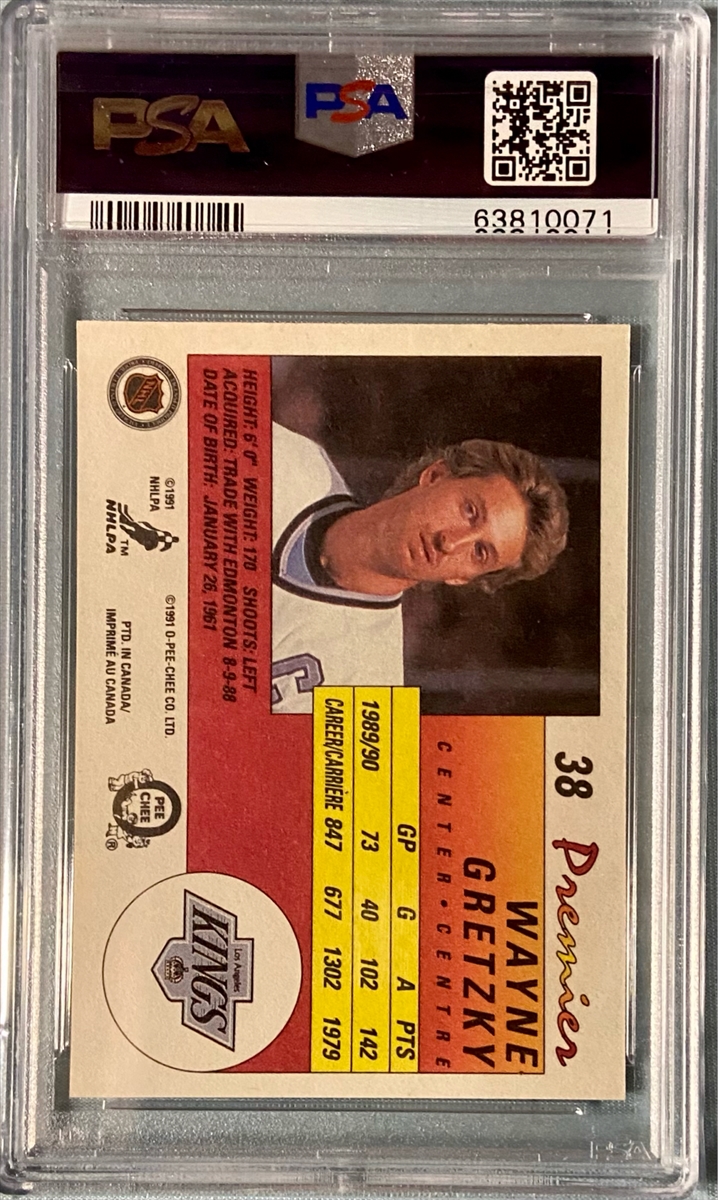 PSA
PSA
63810071
38
Premier
WAYNE
GRETZKY
CENTER • CENTRE
GP G A PTS
1989/90 73 40 102 142
CAREER/CARRIÈRE 847 677 1302 1979
HEIGHT: 6' 0" WEIGHT: 170 SHOOTS: LEFT
ACQUIRED: TRADE WITH EDMONTON 8-9-88
DATE OF BIRTH: JANUARY 26, 1961
C
Los Angeles
KINGS
NHL
©1991
NHLPA
TM
NHLPA
©1991 O-PEE-CHEE CO. LTD.
PTD. IN CANADA/
IMPRIMÉ AU CANADA
O
PEE
CHEE
®
PSA